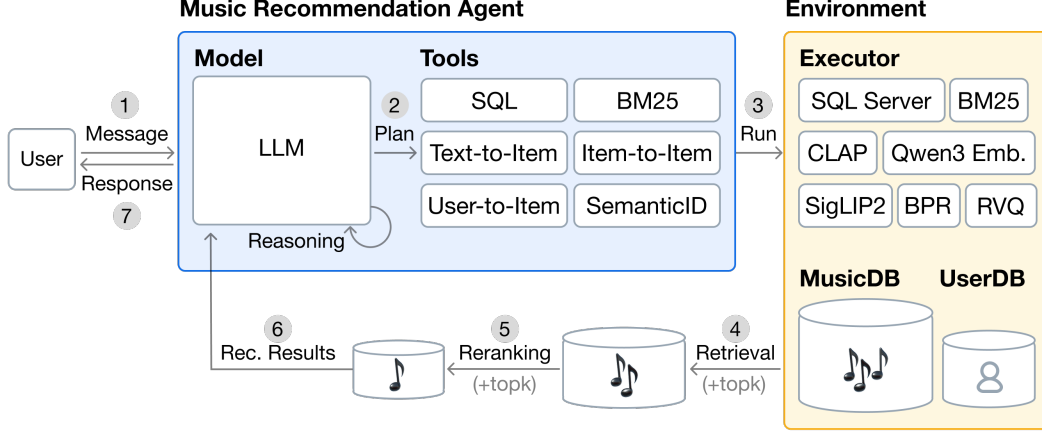 Music Recommendation Agent
Environment
Model
Tools
Executor
1
Message
User
Response
7
LLM
Reasoning
2
Plan
SQL
BM25
Text-to-Item
Item-to-Item
User-to-Item
SemanticID
3
Run
SQL Server
BM25
CLAP
Qwen3 Emb.
SigLIP2
BPR
RVQ
MusicDB
UserDB
4
Retrieval
(+topk)
5
Reranking
(+topk)
6
Rec. Results